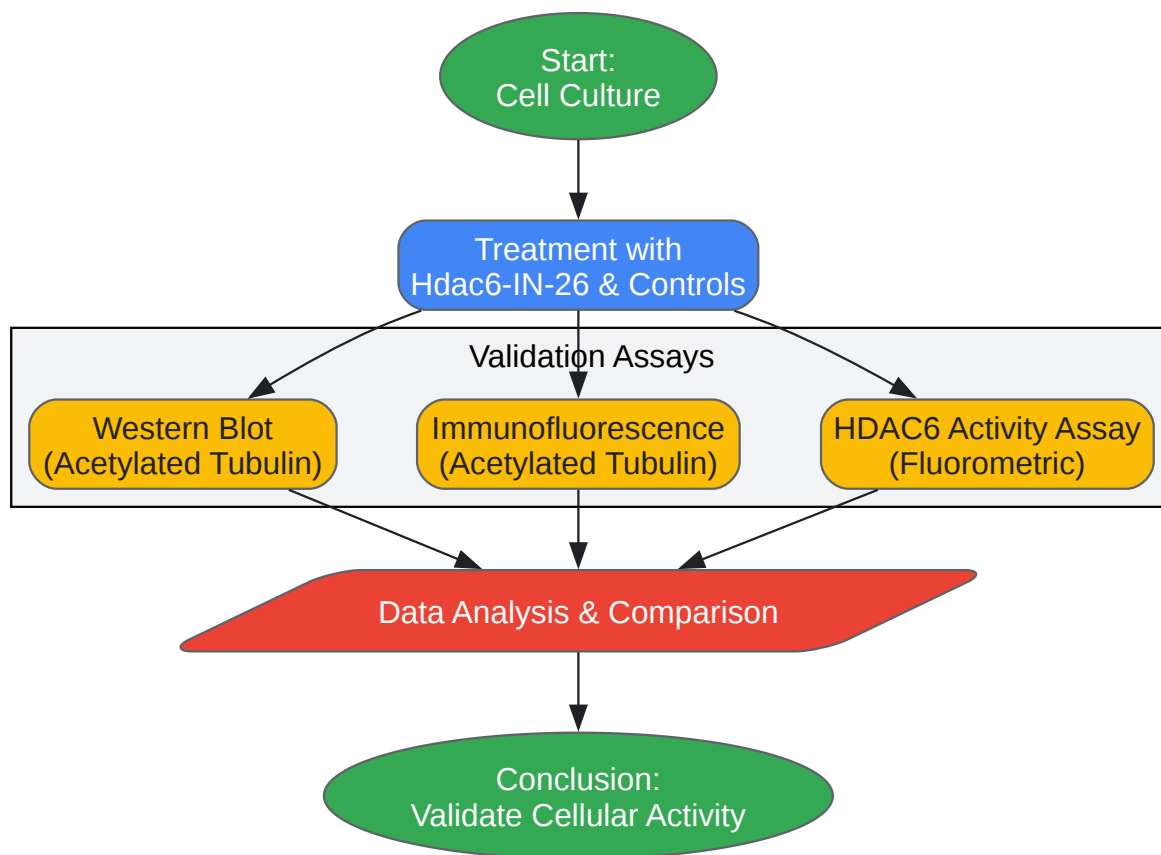 Start:
Cell Culture
Treatment with
Hdac6-IN-26 & Controls
Validation Assays
Western Blot
(Acetylated Tubulin)
Immunofluorescence
(Acetylated Tubulin)
HDAC6 Activity Assay
(Fluorometric)
Data Analysis & Comparison
Conclusion:
Validate Cellular Activity